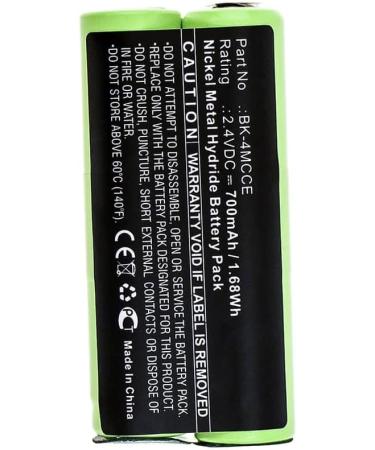 Part No :BK-4MCCE
Rating :2.4VDC⎓700mAh/1.68Wh
Nickel Metal Hydride Battery Pack
CAUTION: WARRANTY VOID IF LABEL IS REMOVED
•DO NOT ATTEMPT TO DISASSEMBLE, OPEN OR SERVICE THE BATTERY PACK.
•REPLACE ONLY WITH THE BATTERY PACK DESIGNATED FOR THIS PRODUCT.
•DO NOT CRUSH, PUNCTURE, SHORT EXTERNAL CONTACTS, OR DISPOSE OF
IN FIRE OR WATER.
•DO NOT STORE ABOVE 60°C (140°F).
CE
Made In China